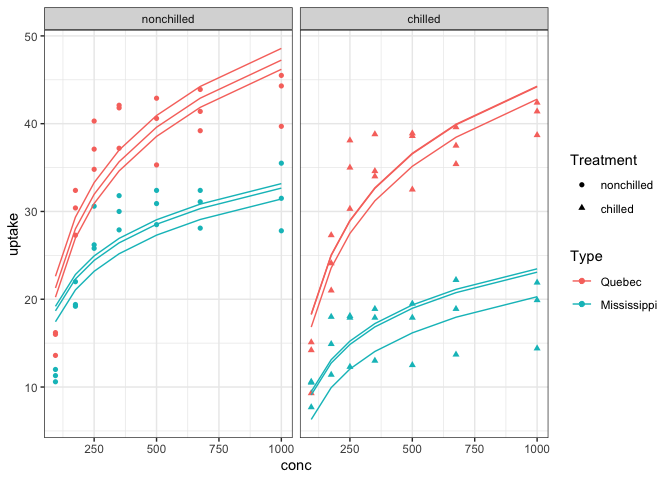 nonchilled
chilled
50
40
30
20
10
uptake
250
500
750
1000
250
500
750
1000
conc
Treatment
nonchilled
chilled
Type
Quebec
Mississippi